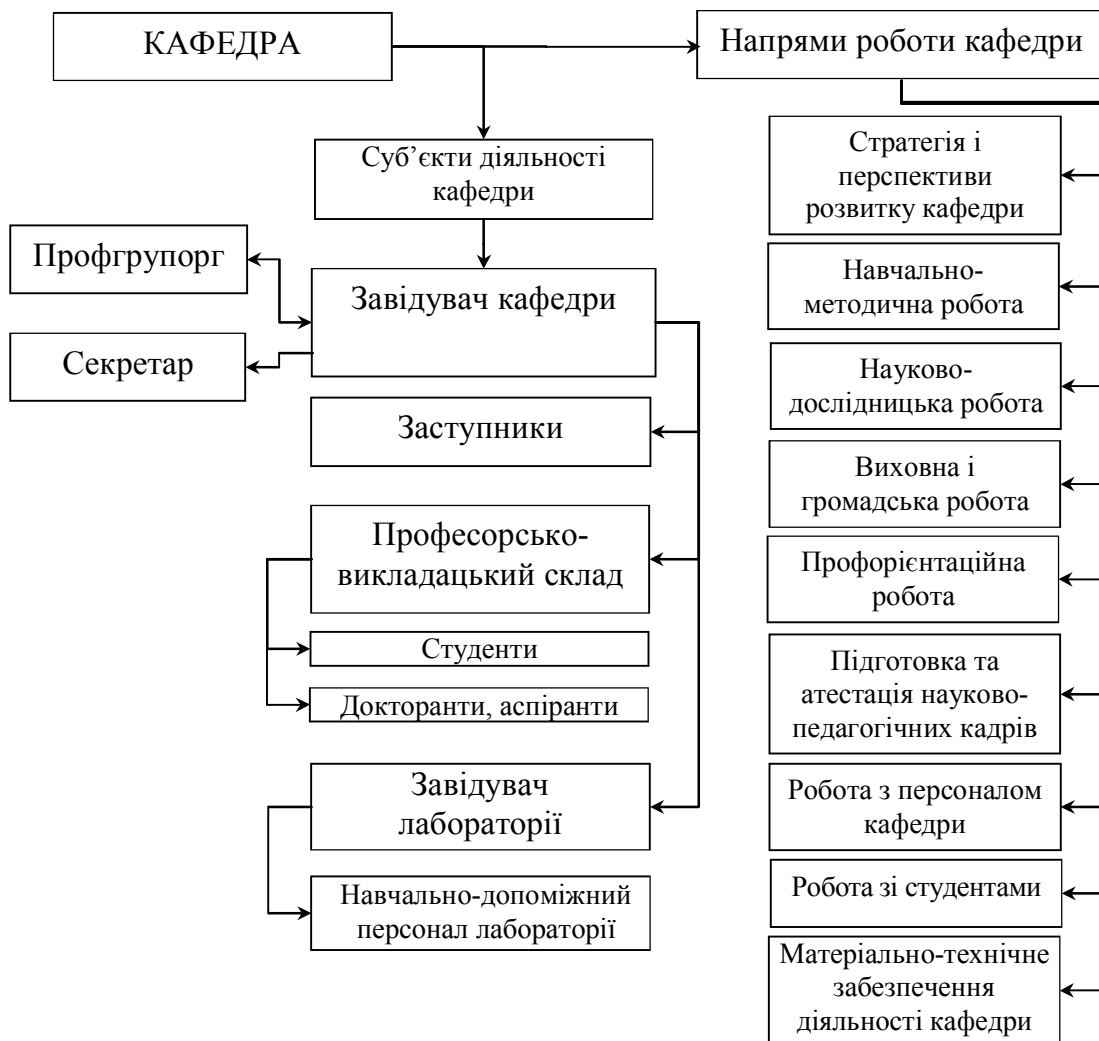 КАФЕДРА
Напрями роботи кафедри
Суб’єкти діяльності
кафедри
Профгрупорг
Секретар
Завідувач кафедри
Заступники
Професорсько-
викладацький склад
Студенти
Докторанти, аспіранти
Завідувач
лабораторії
Навчально-допоміжний
персонал лабораторії
Стратегія і
перспективи
розвитку кафедри
Навчально-
методична робота
Науково-
дослідницька робота
Виховна і
громадська робота
Профорієнтаційна
робота
Підготовка та
атестація науково-
педагогічних кадрів
Робота з персоналом
кафедри
Робота зі студентами
Матеріально-технічне
забезпечення
діяльності кафедри